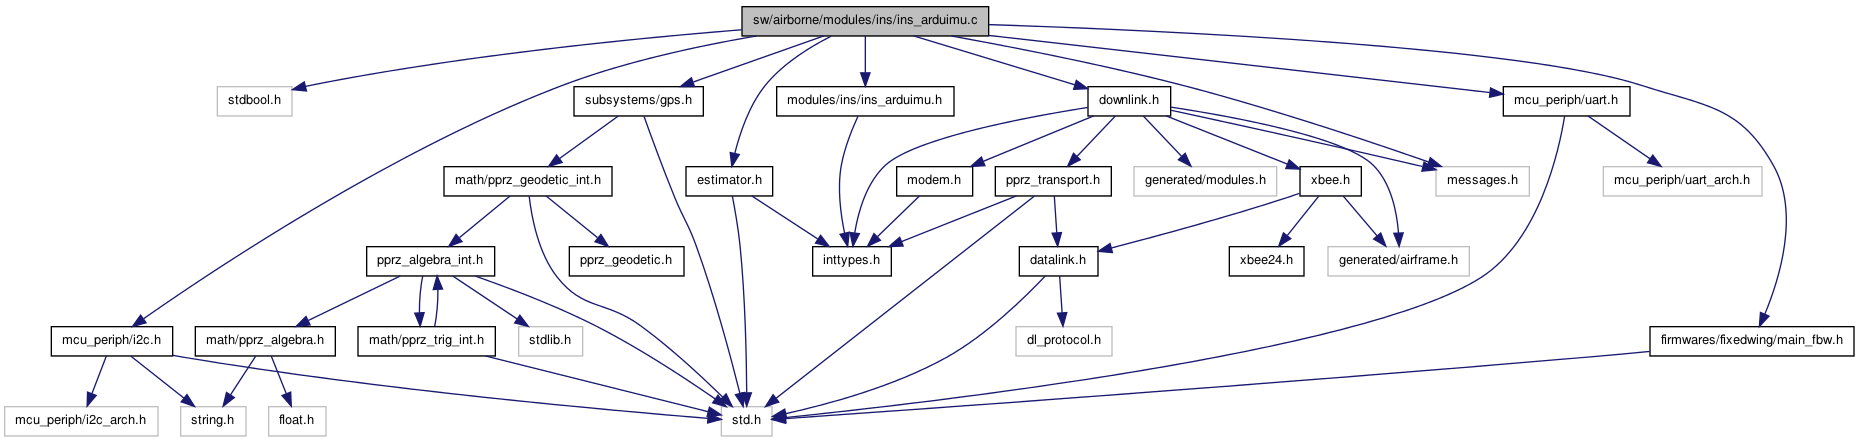 sw/airborne/modules/ins/ins_arduimu.c
stdbool.h
subsystems/gps.h
modules/ins/ins_arduimu.h
downlink.h
mcu_periph/uart.h
math/pprz_geodetic_int.h
estimator.h
modem.h
pprz_transport.h
generated/modules.h
xbee.h
messages.h
mcu_periph/uart_arch.h
pprz_algebra_int.h
pprz_geodetic.h
inttypes.h
datalink.h
xbee24.h
generated/airframe.h
mcu_periph/i2c.h
math/pprz_algebra.h
math/pprz_trig_int.h
stdlib.h
dl_protocol.h
firmwares/fixedwing/main_fbw.h
mcu_periph/i2c_arch.h
string.h
float.h
std.h